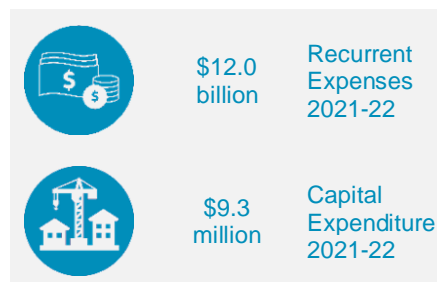 $12.0
billion
Recurrent
Expenses
2021-22
$9.3
million
Capital
Expenditure
2021-22